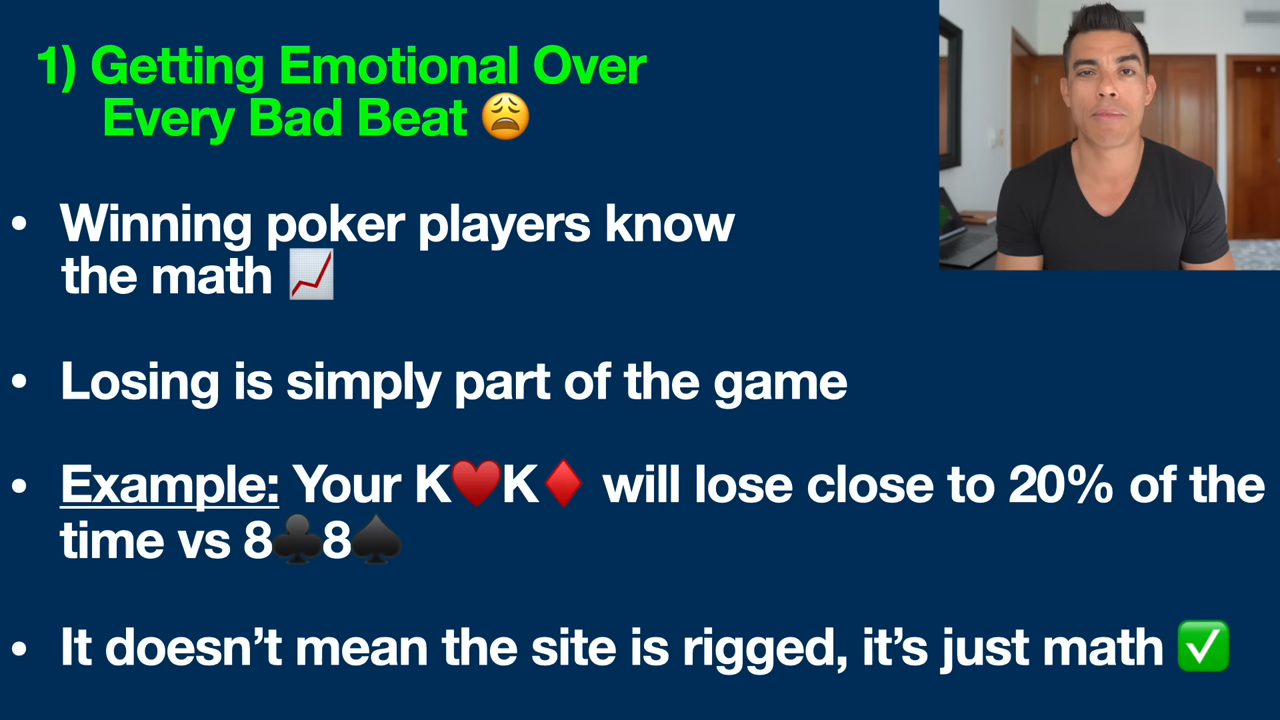 1) Getting Emotional Over
Every Bad Beat 😩
• Winning poker players know
the math 📈
• Losing is simply part of the game
• Example: Your K♥️K♦️ will lose close to 20% of the
time vs 8♣️8♠️
• It doesn’t mean the site is rigged, it’s just math ✅